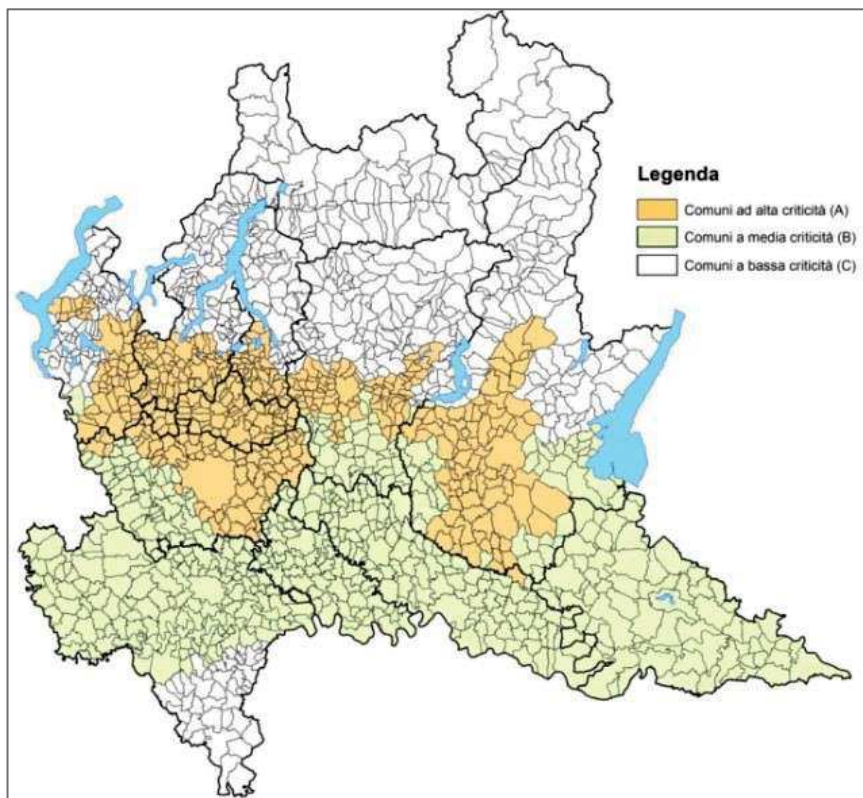 Legenda
Comuni ad alta criticità (A)
Comuni a media criticità (B)
Comuni a bassa criticità (C)